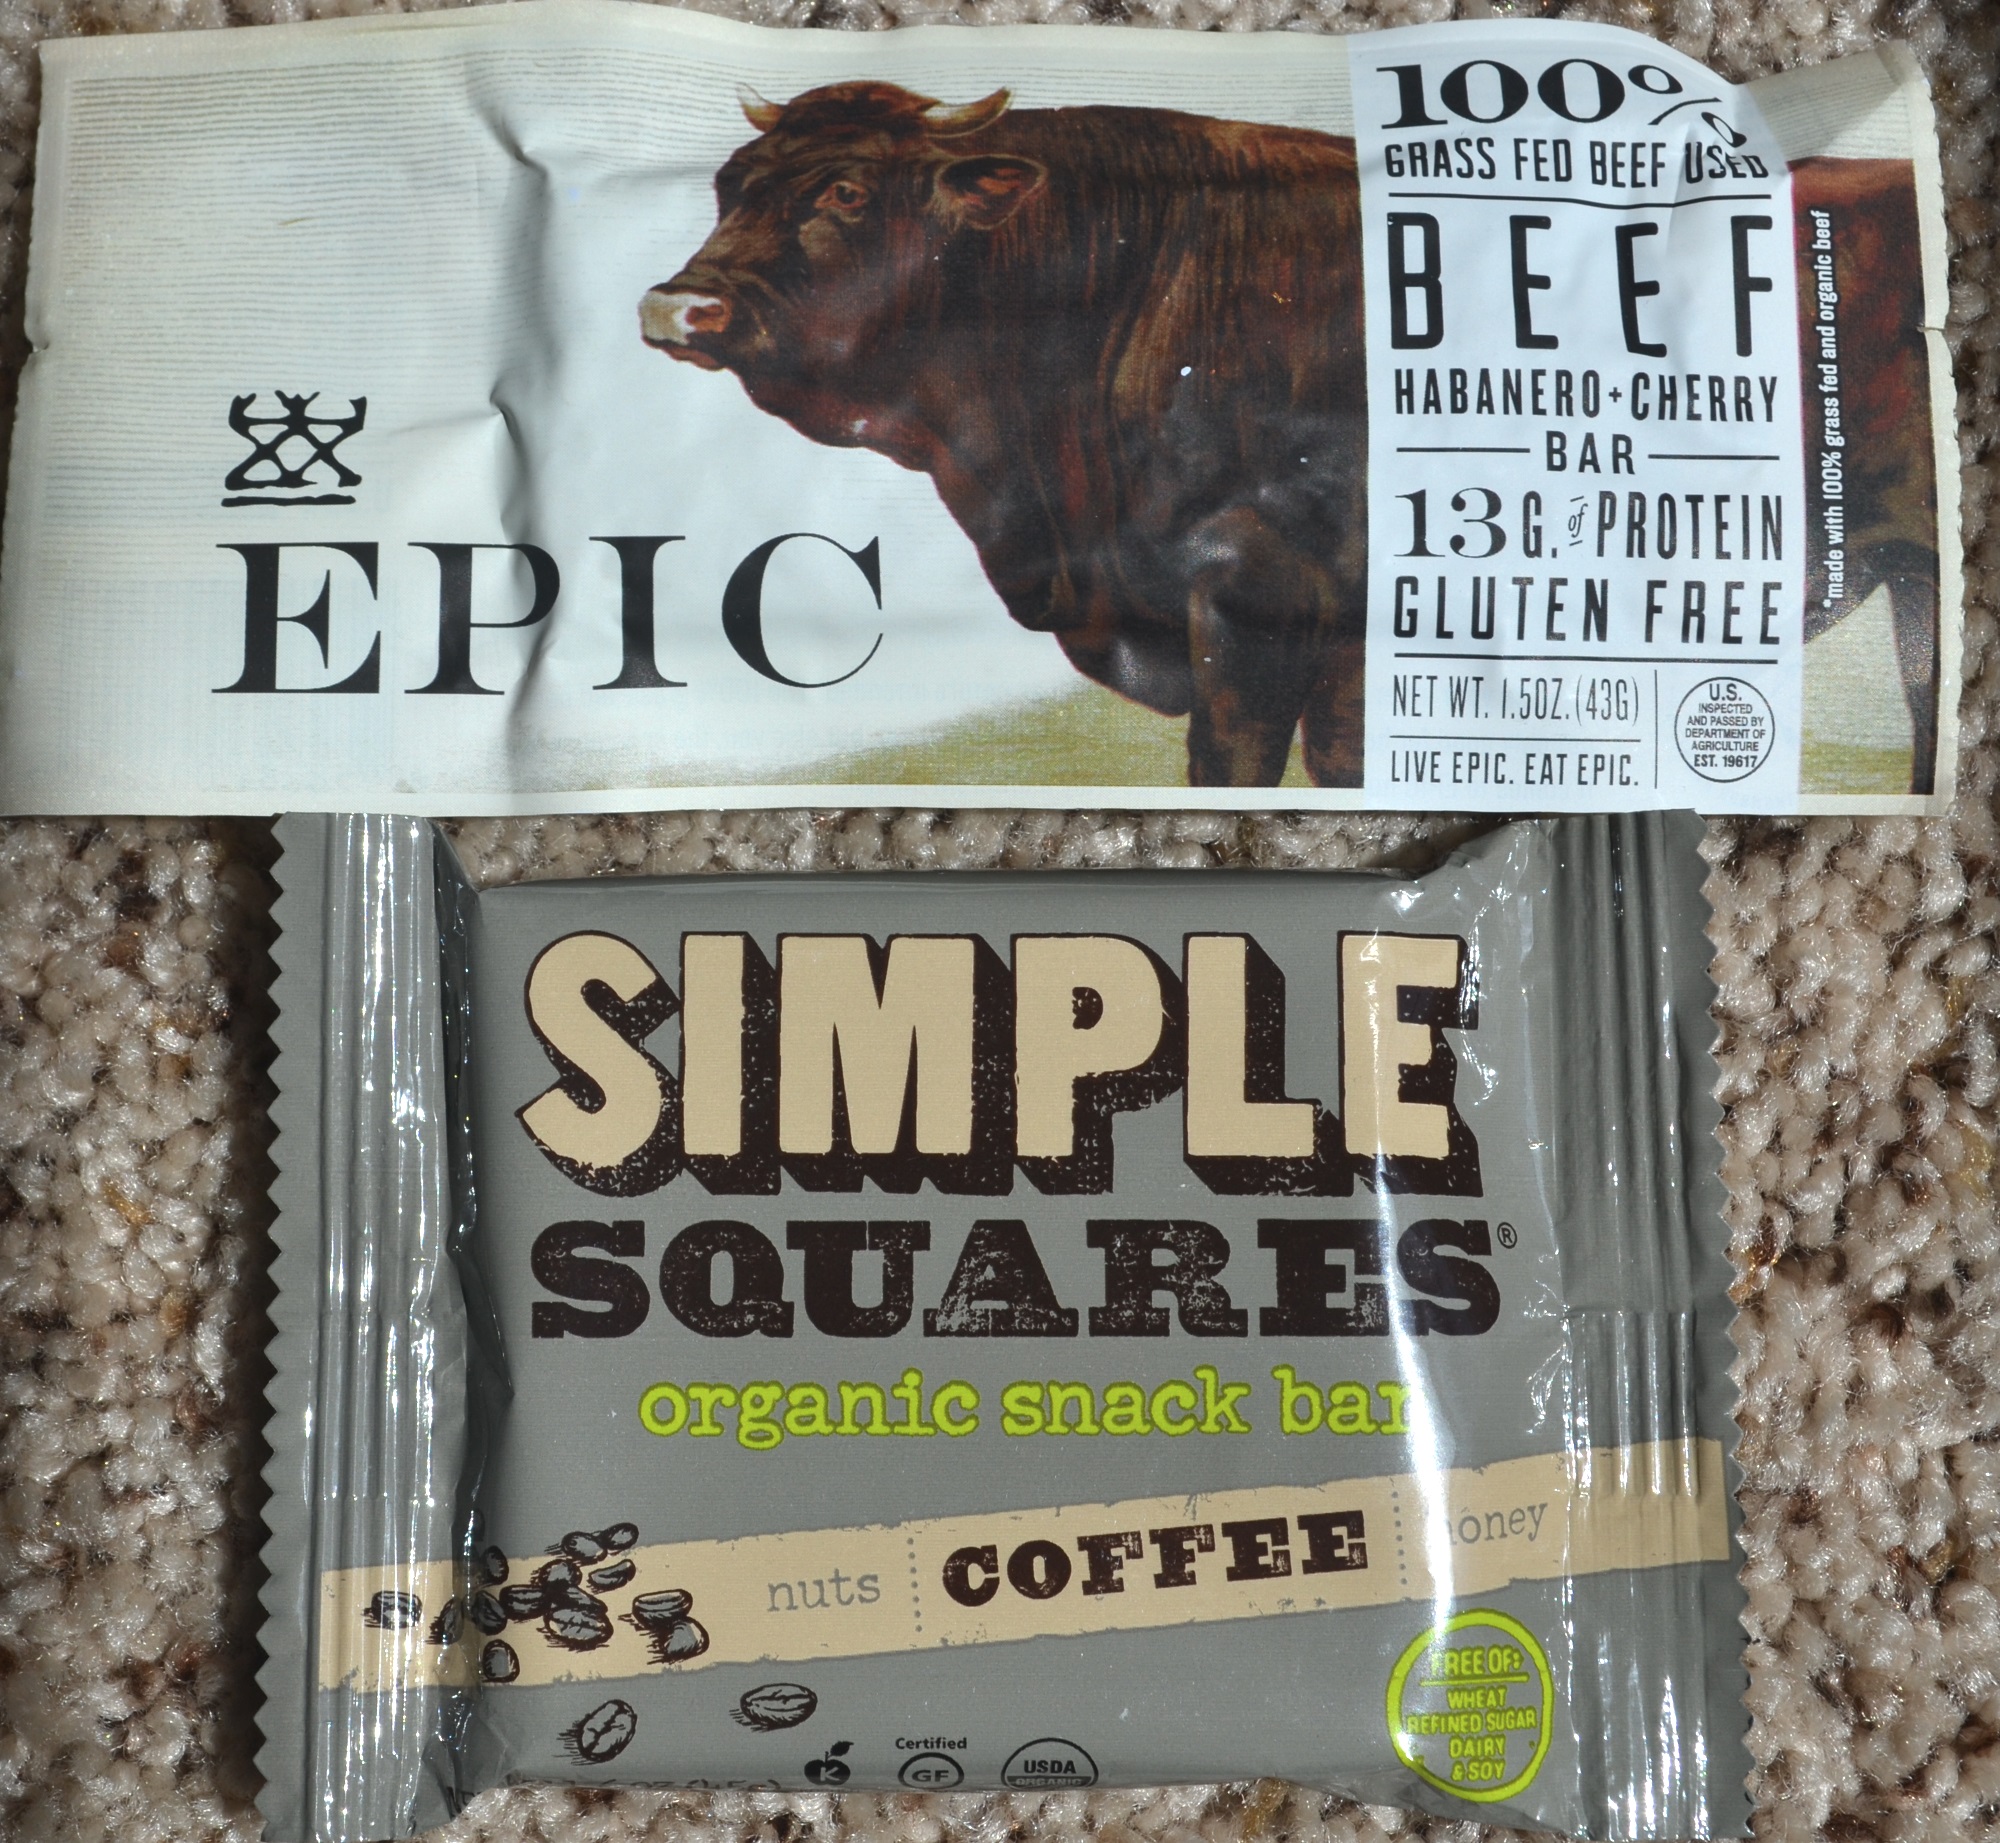 100%
GRASS FED BEEF USED
BEEF
HABANERO+CHERRY
BAR
13G. of PROTEIN
GLUTEN FREE
NET WT. 1.5OZ.(43G)
LIVE EPIC. EAT EPIC.
U.S.
INSPECTED
AND PASSED BY
DEPARTMENT OF
AGRICULTURE
EST. 19617
*made with 100% grass fed and organic beef
EPIC
SIMPLE
SQUARES®
organic snack bar
nuts COFFEE honey
FREE OF:
WHEAT
REFINED SUGAR
DAIRY
& SOY
K
Certified
GF
USDA
ORGANIC